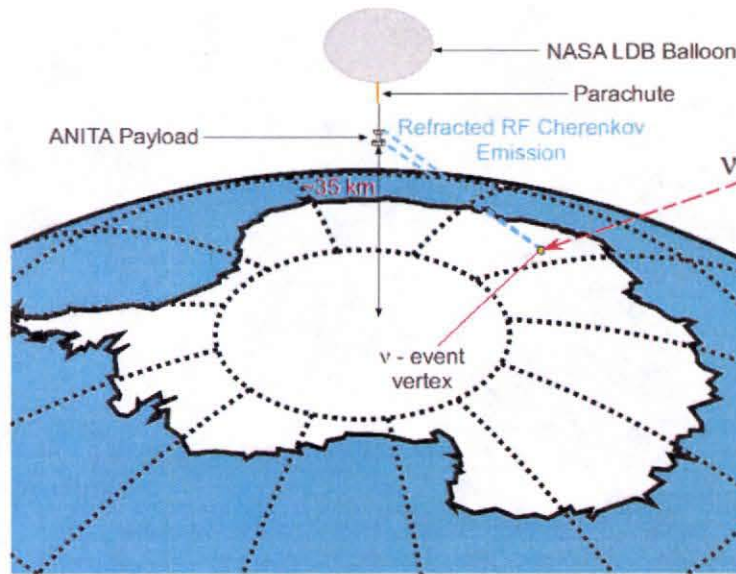 NASA LDB Balloon
Parachute
ANITA Payload
Refracted RF Cherenkov
Emission
ν
~35 km
ν - event
vertex